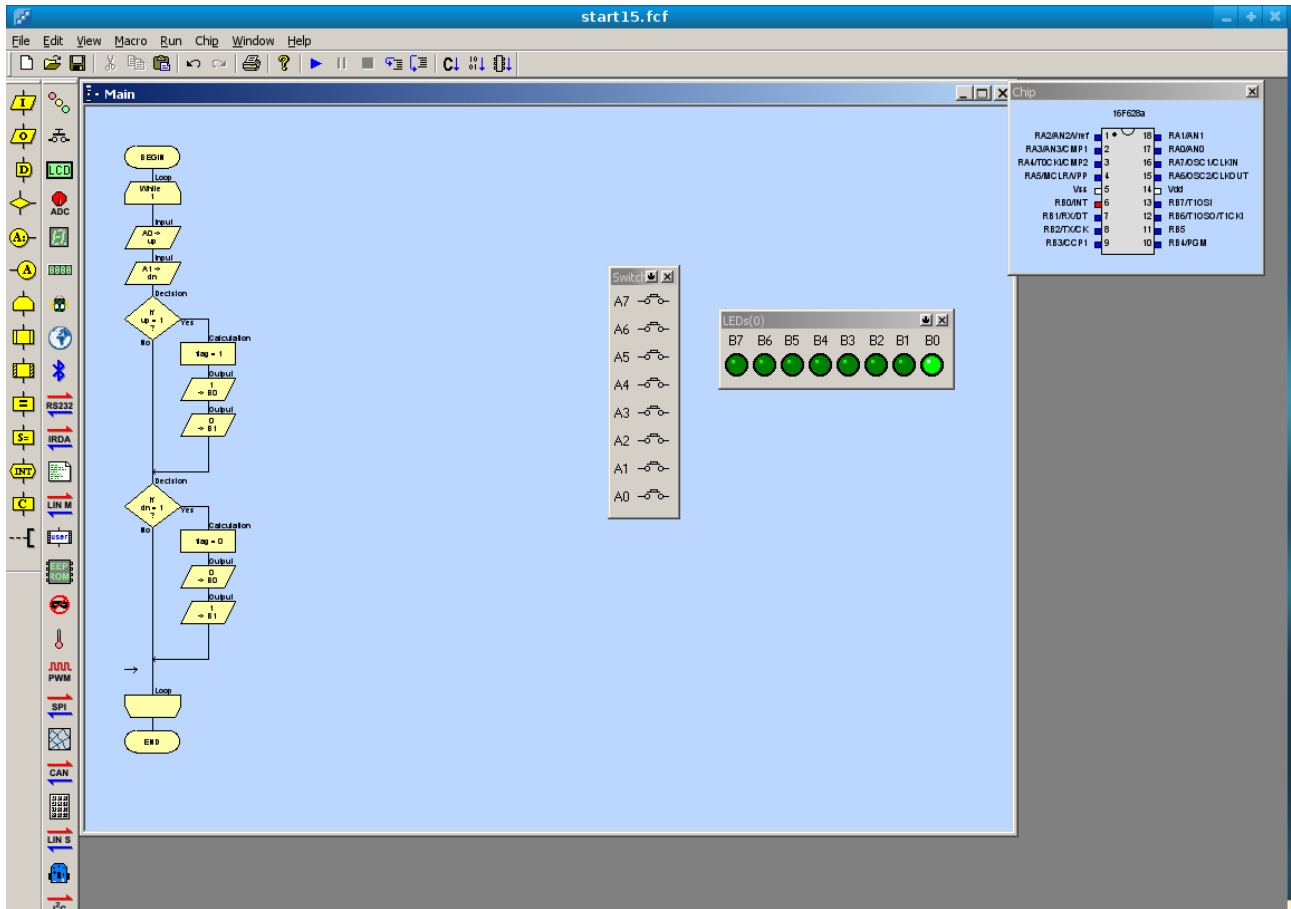 start15.fcf
File Edit View Macro Run Chip Window Help
Main
BEGIN
Loop
While
1
Input
A0 ->
up
Input
A1 ->
dn
Decision
If
up = 1
?
Yes
No
Calculation
flag = 1
Output
1
-> B0
Output
0
-> B1
Decision
If
dn = 1
?
Yes
No
Calculation
flag = 0
Output
0
-> B0
Output
1
-> B1
Loop
END
Switch
A7
A6
A5
A4
A3
A2
A1
A0
LEDs(0)
B7 B6 B5 B4 B3 B2 B1 B0
Chip
16F628a
RA2/AN2/Vref 1 18 RA1/AN1
RA3/AN3/CMP1 2 17 RA0/AN0
RA4/T0CKI/CMP2 3 16 RA7/OSC1/CLKIN
RA5/MCLR/VPP 4 15 RA6/OSC2/CLKOUT
Vss 5 14 Vdd
RB0/INT 6 13 RB7/T1OSI
RB1/RX/DT 7 12 RB6/T1OSO/T1CKI
RB2/TX/CK 8 11 RB5
RB3/CCP1 9 10 RB4/PGM
I
O
D
A:
A
=
S=
INT
C
LCD
ADC
RS232
IRDA
LIN M
user
EEP
ROM
PWM
SPI
CAN
LIN S